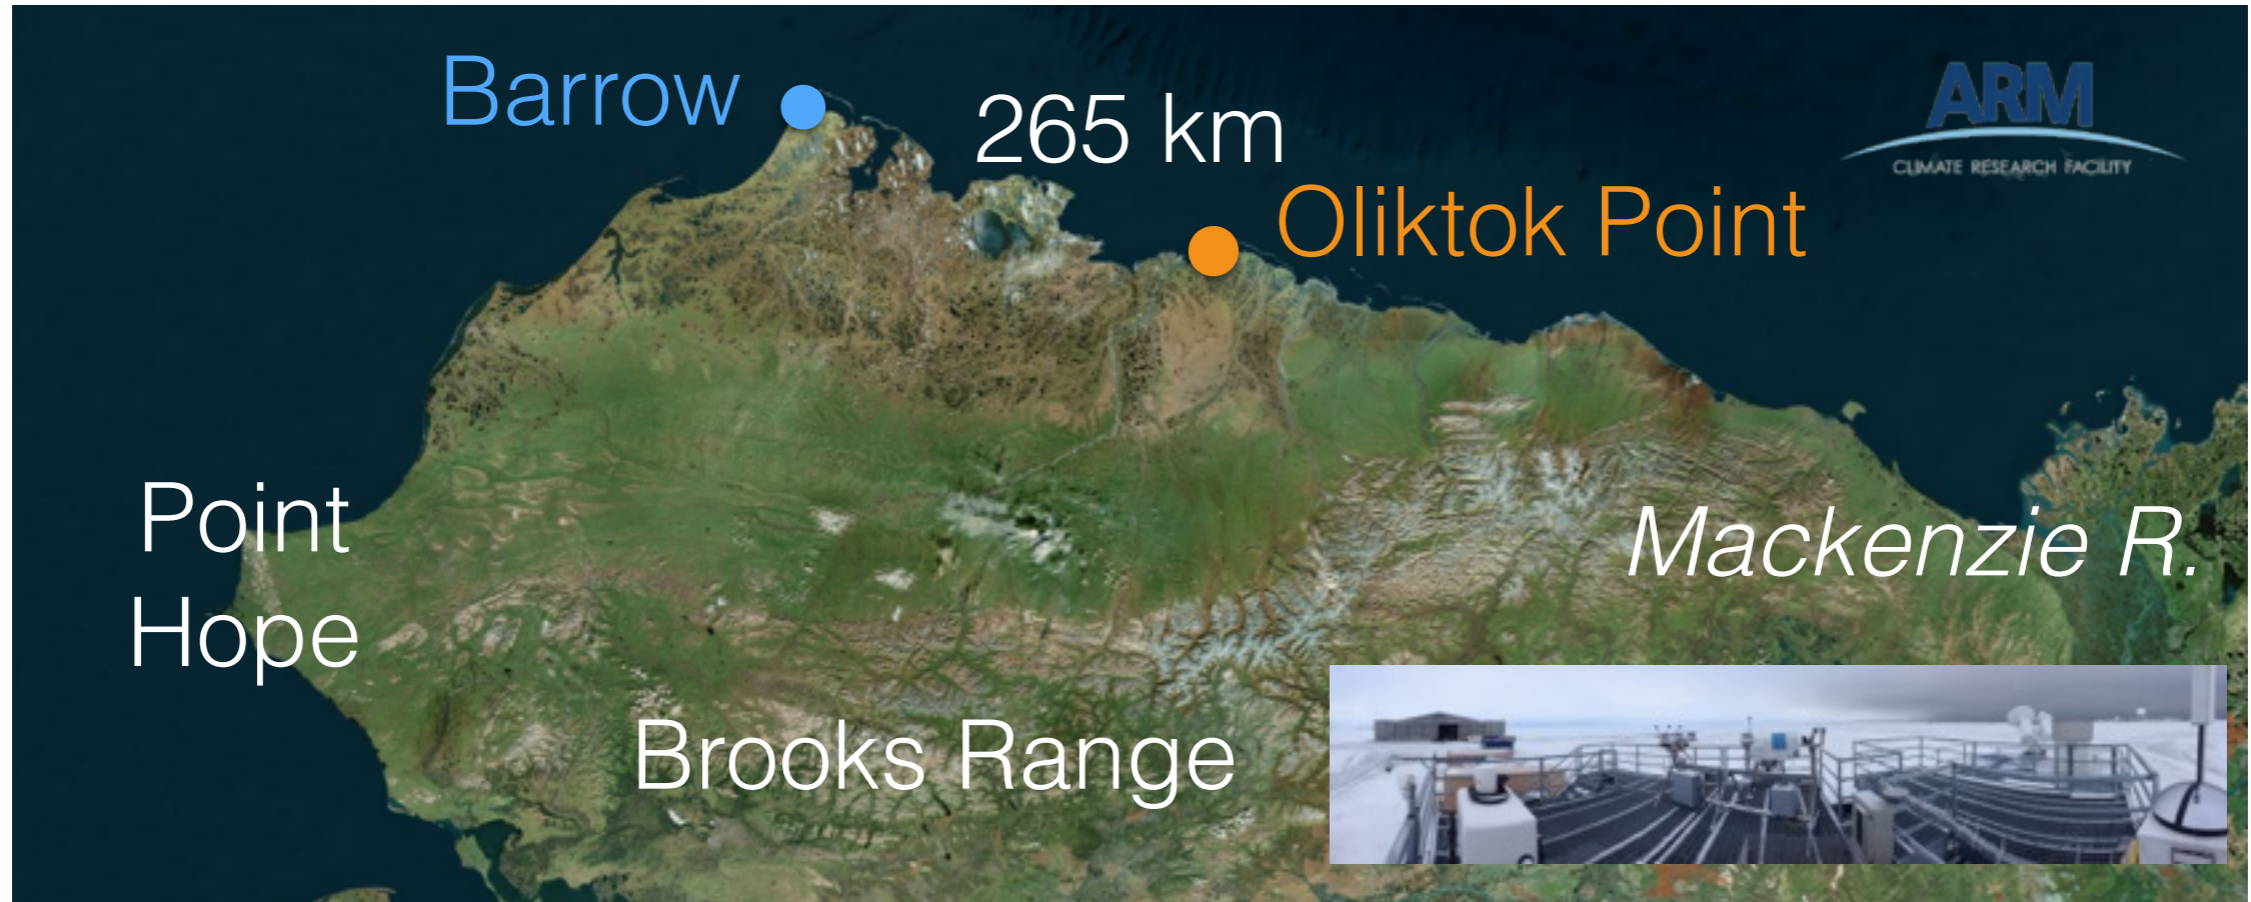 Barrow
265 km
ARM
CLIMATE RESEARCH FACILITY
Oliktok Point
Point
Hope
Mackenzie R.
Brooks Range